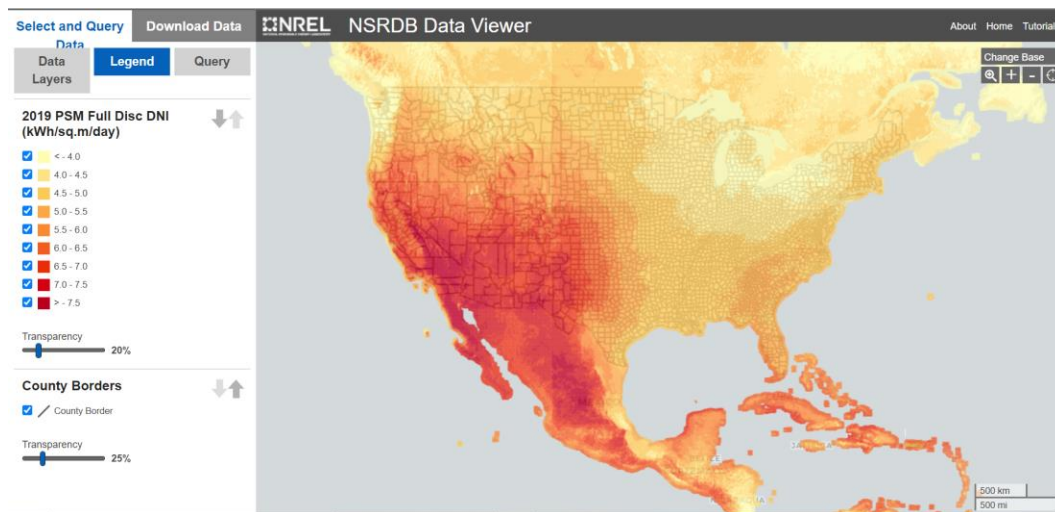 Select and Query
Data
Download Data
NREL
NSRDB Data Viewer
About Home Tutorial
Data
Layers
Legend
Query
Change Base
2019 PSM Full Disc DNI
(kWh/sq.m/day)
< - 4.0
4.0 - 4.5
4.5 - 5.0
5.0 - 5.5
5.5 - 6.0
6.0 - 6.5
6.5 - 7.0
7.0 - 7.5
> - 7.5
Transparency
20%
County Borders
County Border
Transparency
25%
500 km
500 mi